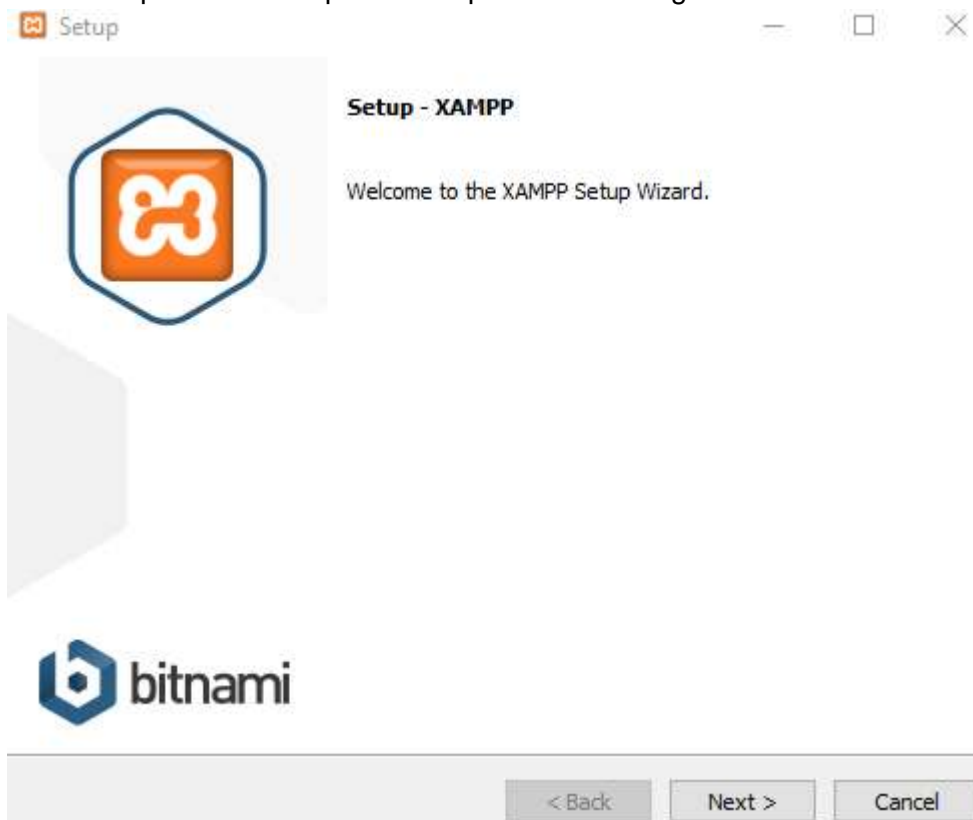 Setup
Setup - XAMPP
Welcome to the XAMPP Setup Wizard.
bitnami
< Back
Next >
Cancel